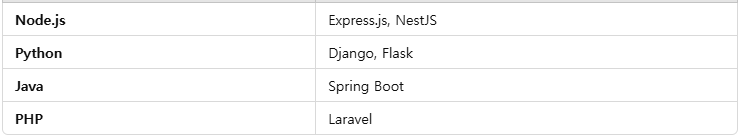 Node.js Express.js, NestJS
Python Django, Flask
Java Spring Boot
PHP Laravel